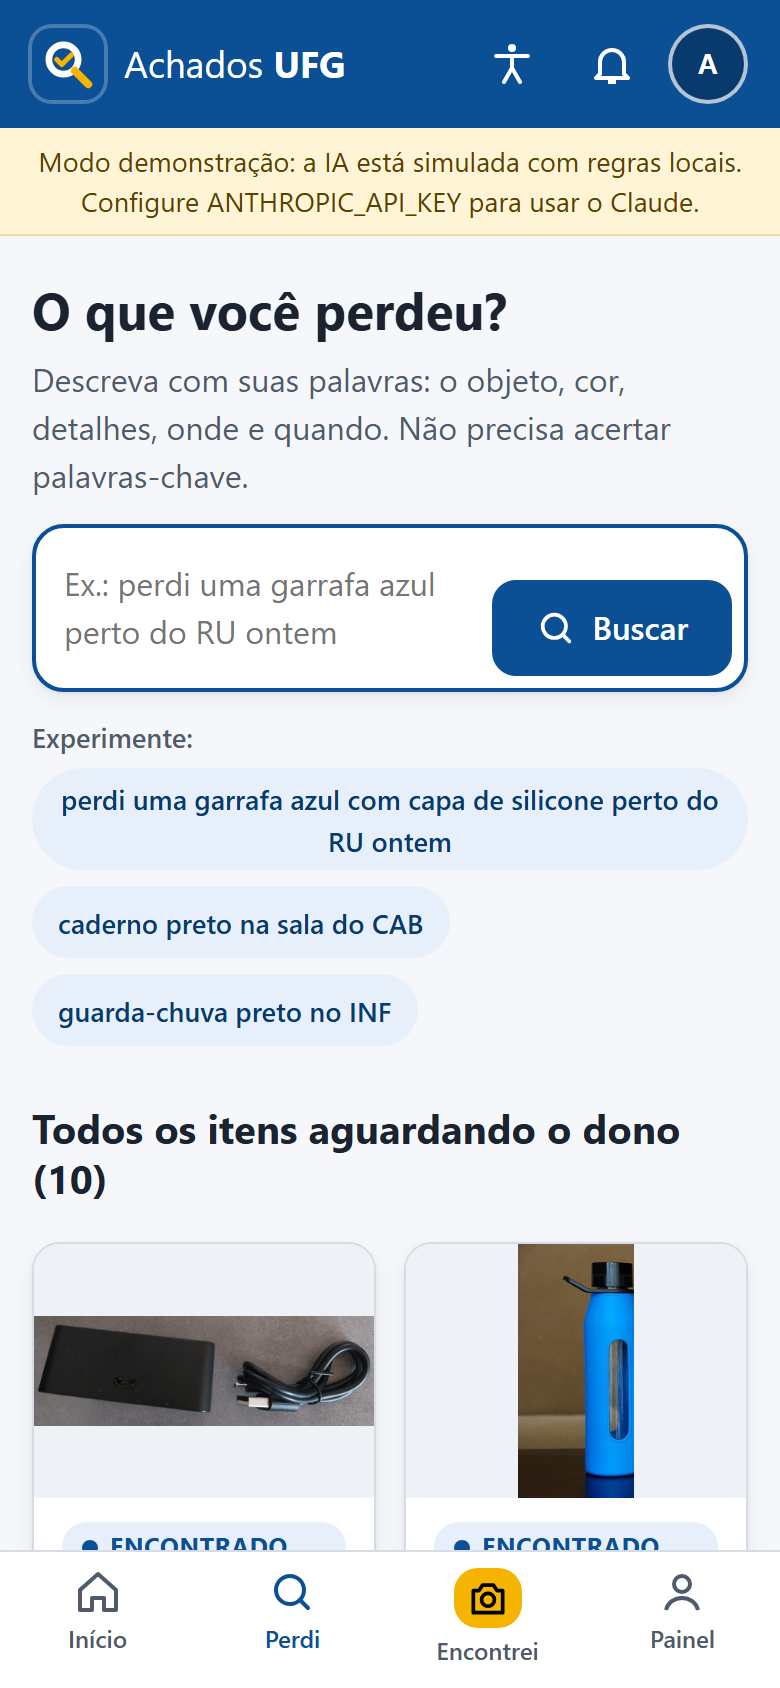 Achados UFG
A
Modo demonstração: a IA está simulada com regras locais.
Configure ANTHROPIC_API_KEY para usar o Claude.
O que você perdeu?
Descreva com suas palavras: o objeto, cor,
detalhes, onde e quando. Não precisa acertar
palavras-chave.
Ex.: perdi uma garrafa azul
perto do RU ontem
Buscar
Experimente:
perdi uma garrafa azul com capa de silicone perto do
RU ontem
caderno preto na sala do CAB
guarda-chuva preto no INF
Todos os itens aguardando o dono
(10)
ENCONTRADO
ENCONTRADO
Início
Perdi
Encontrei
Painel